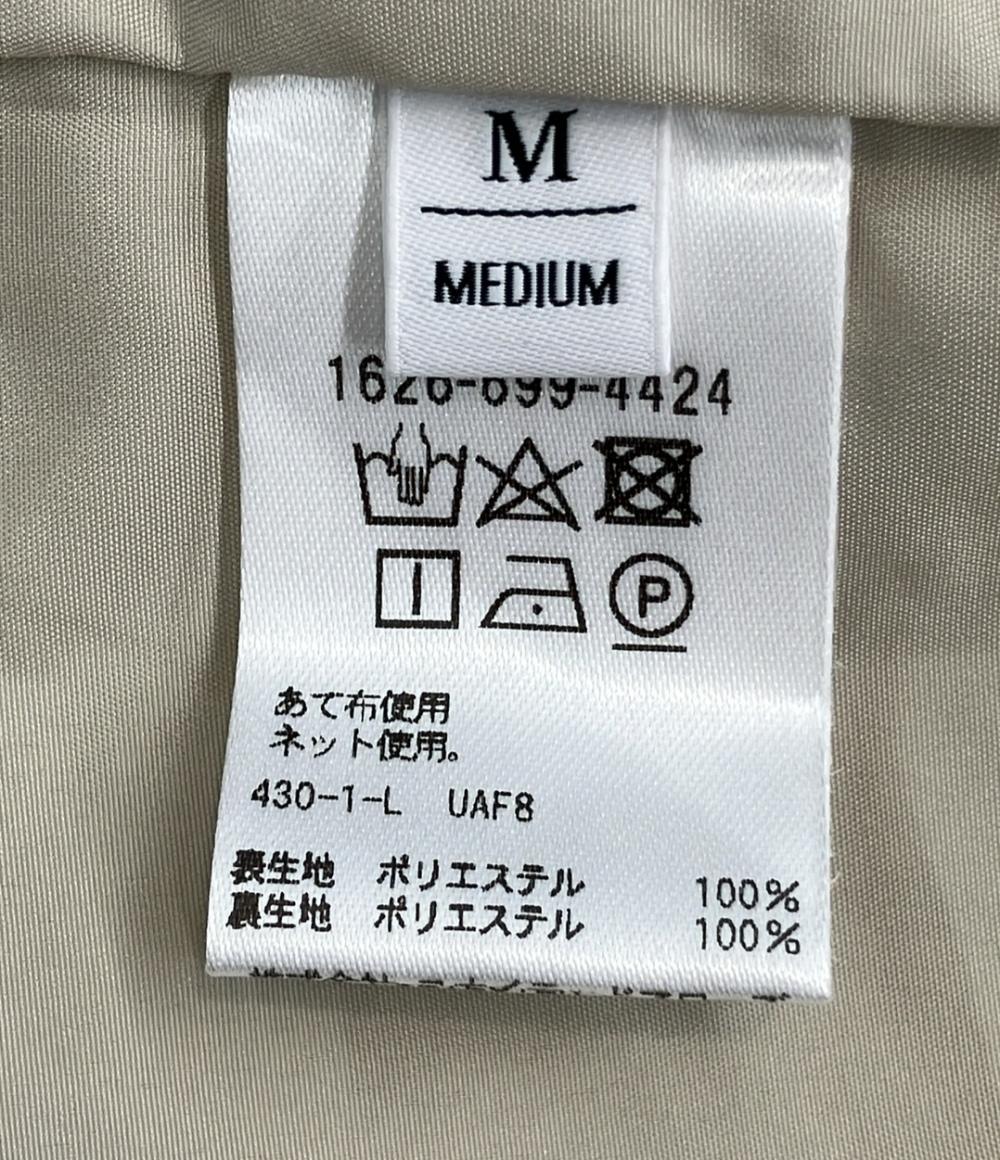 M
MEDIUM
1626-699-4424
P
あて布使用
ネット使用。
430-1-L UAF8
表生地 ポリエステル 100%
裏生地 ポリエステル 100%